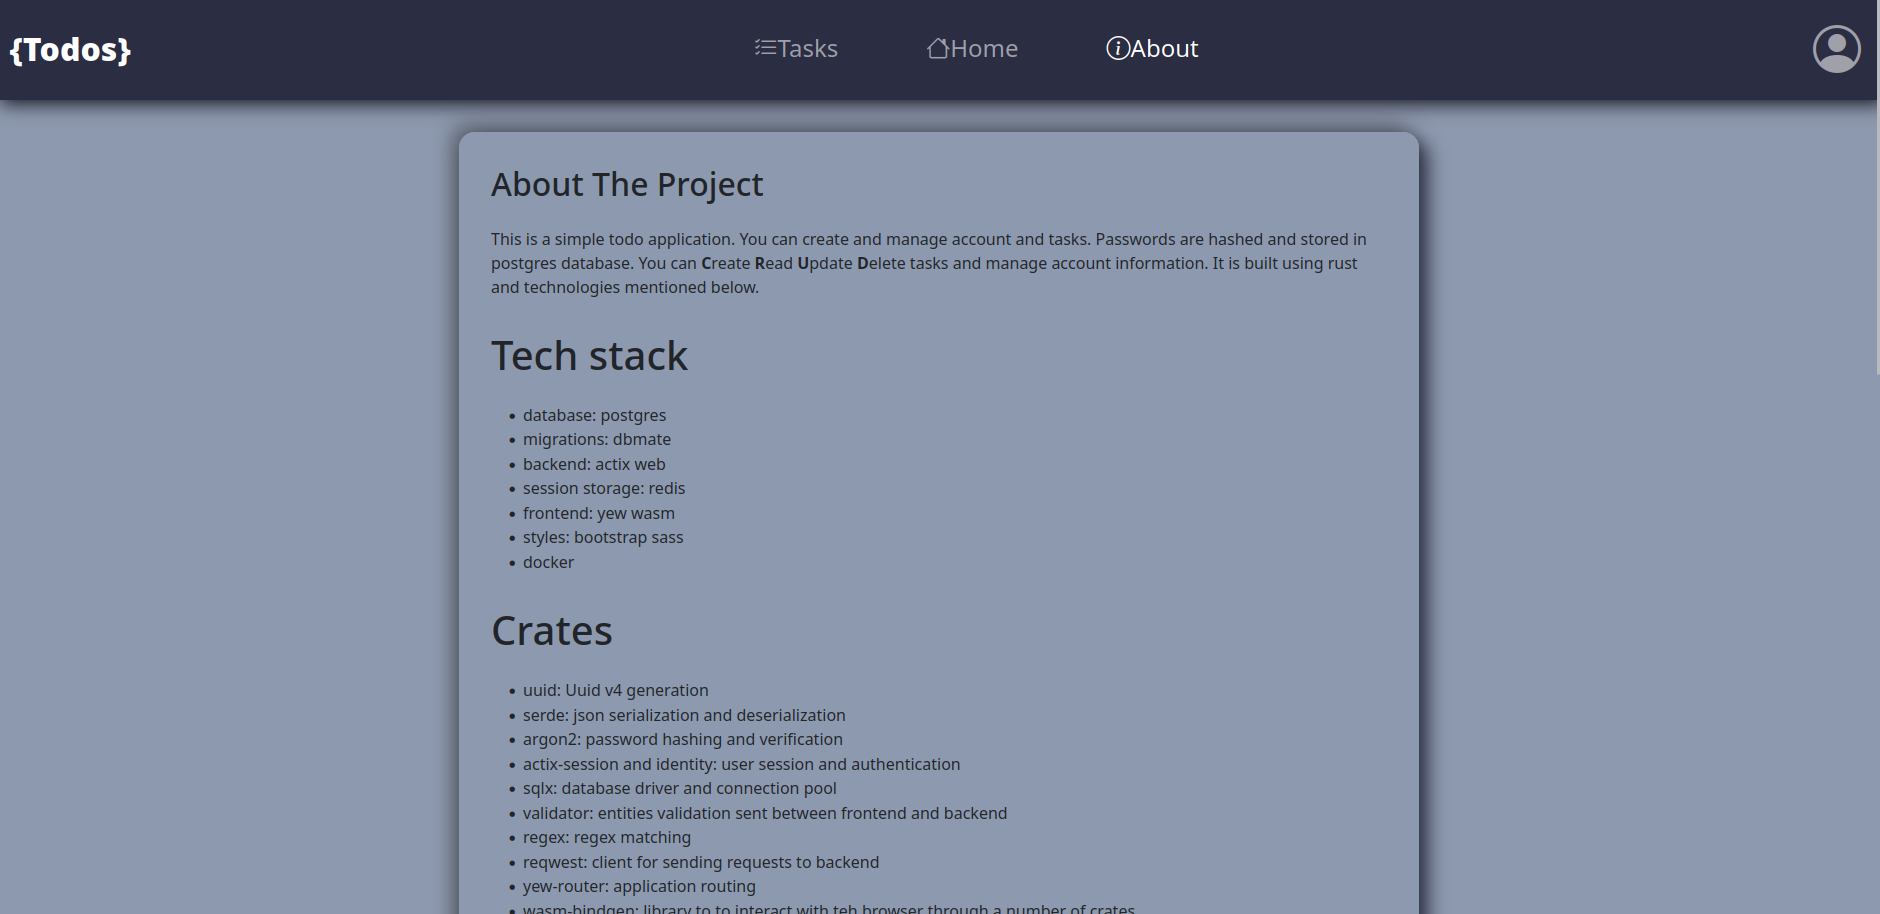 {Todos}
Tasks
Home
About
About The Project
This is a simple todo application. You can create and manage account and tasks. Passwords are hashed and stored in
postgres database. You can Create Read Update Delete tasks and manage account information. It is built using rust
and technologies mentioned below.
Tech stack
• database: postgres
• migrations: dbmate
• backend: actix web
• session storage: redis
• frontend: yew wasm
• styles: bootstrap sass
• docker
Crates
• uuid: Uuid v4 generation
• serde: json serialization and deserialization
• argon2: password hashing and verification
• actix-session and identity: user session and authentication
• sqlx: database driver and connection pool
• validator: entities validation sent between frontend and backend
• regex: regex matching
• reqwest: client for sending requests to backend
• yew-router: application routing
• wasm-bindgen: library to to interact with teh browser through a number of crates